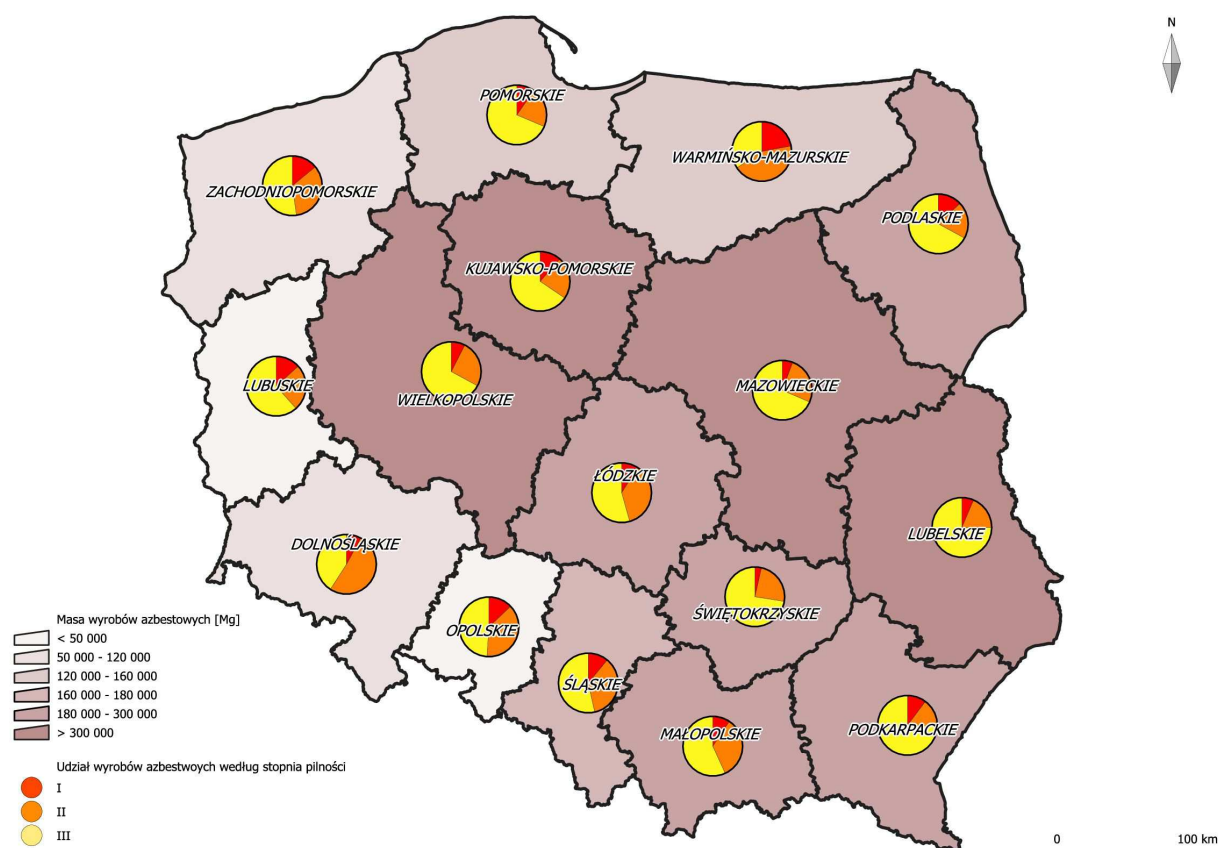 N
POMORSKIE
WARMIŃSKO-MAZURSKIE
ZACHODNIOPOMORSKIE
PODLASKIE
KUJAWSKO-POMORSKIE
LUBUSKIE
WIELKOPOLSKIE
MAZOWIECKIE
ŁÓDZKIE
LUBELSKIE
DOLNOŚLĄSKIE
ŚWIĘTOKRZYSKIE
OPOLSKIE
ŚLĄSKIE
MAŁOPOLSKIE
PODKARPACKIE
Masa wyrobów azbestowych [Mg]
< 50 000
50 000 - 120 000
120 000 - 160 000
160 000 - 180 000
180 000 - 300 000
> 300 000
Udział wyrobów azbestwoych według stopnia pilności
I
II
III
0 100 km